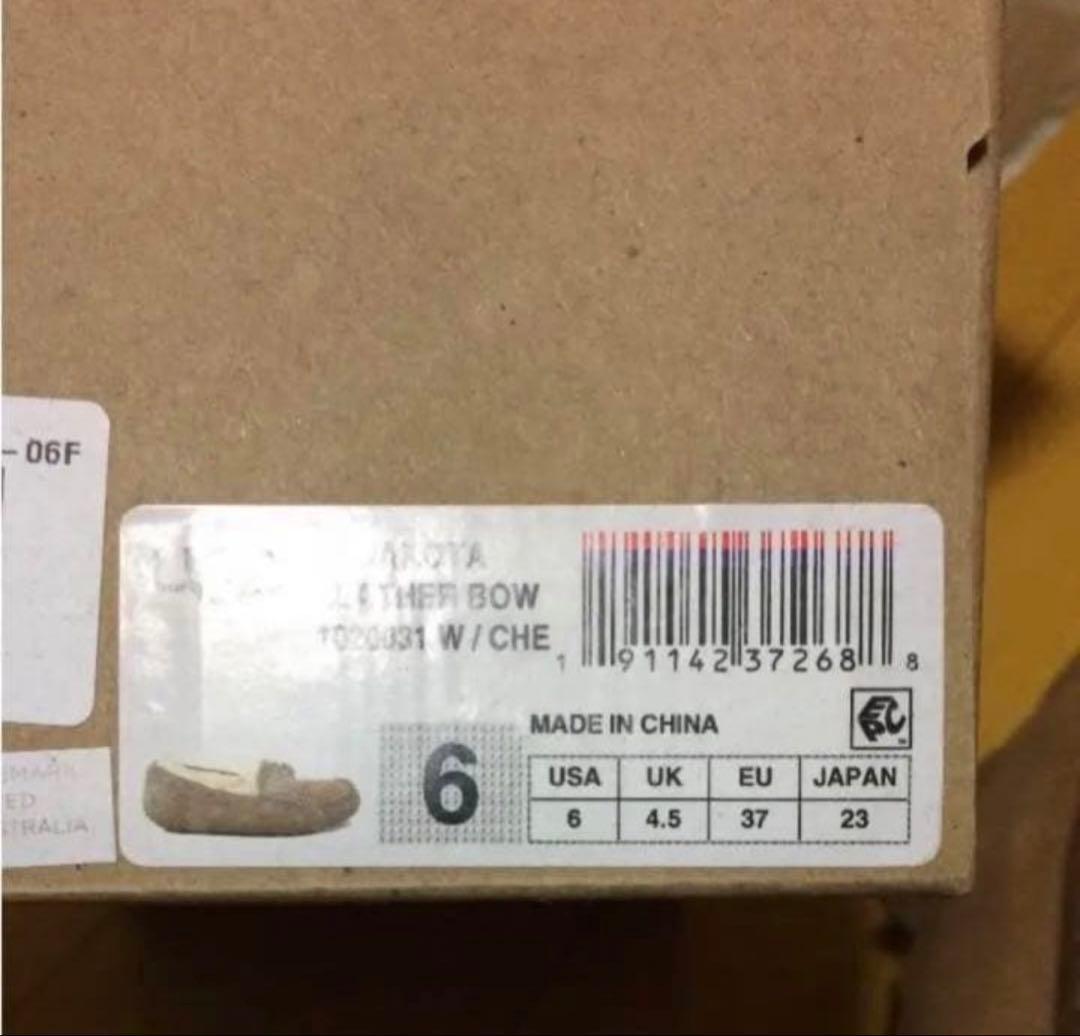 - 06F
BOW
W / CHE
1 91142 37268 8
MADE IN CHINA
6
USA UK EU JAPAN
6 4.5 37 23
ED
TRALIA